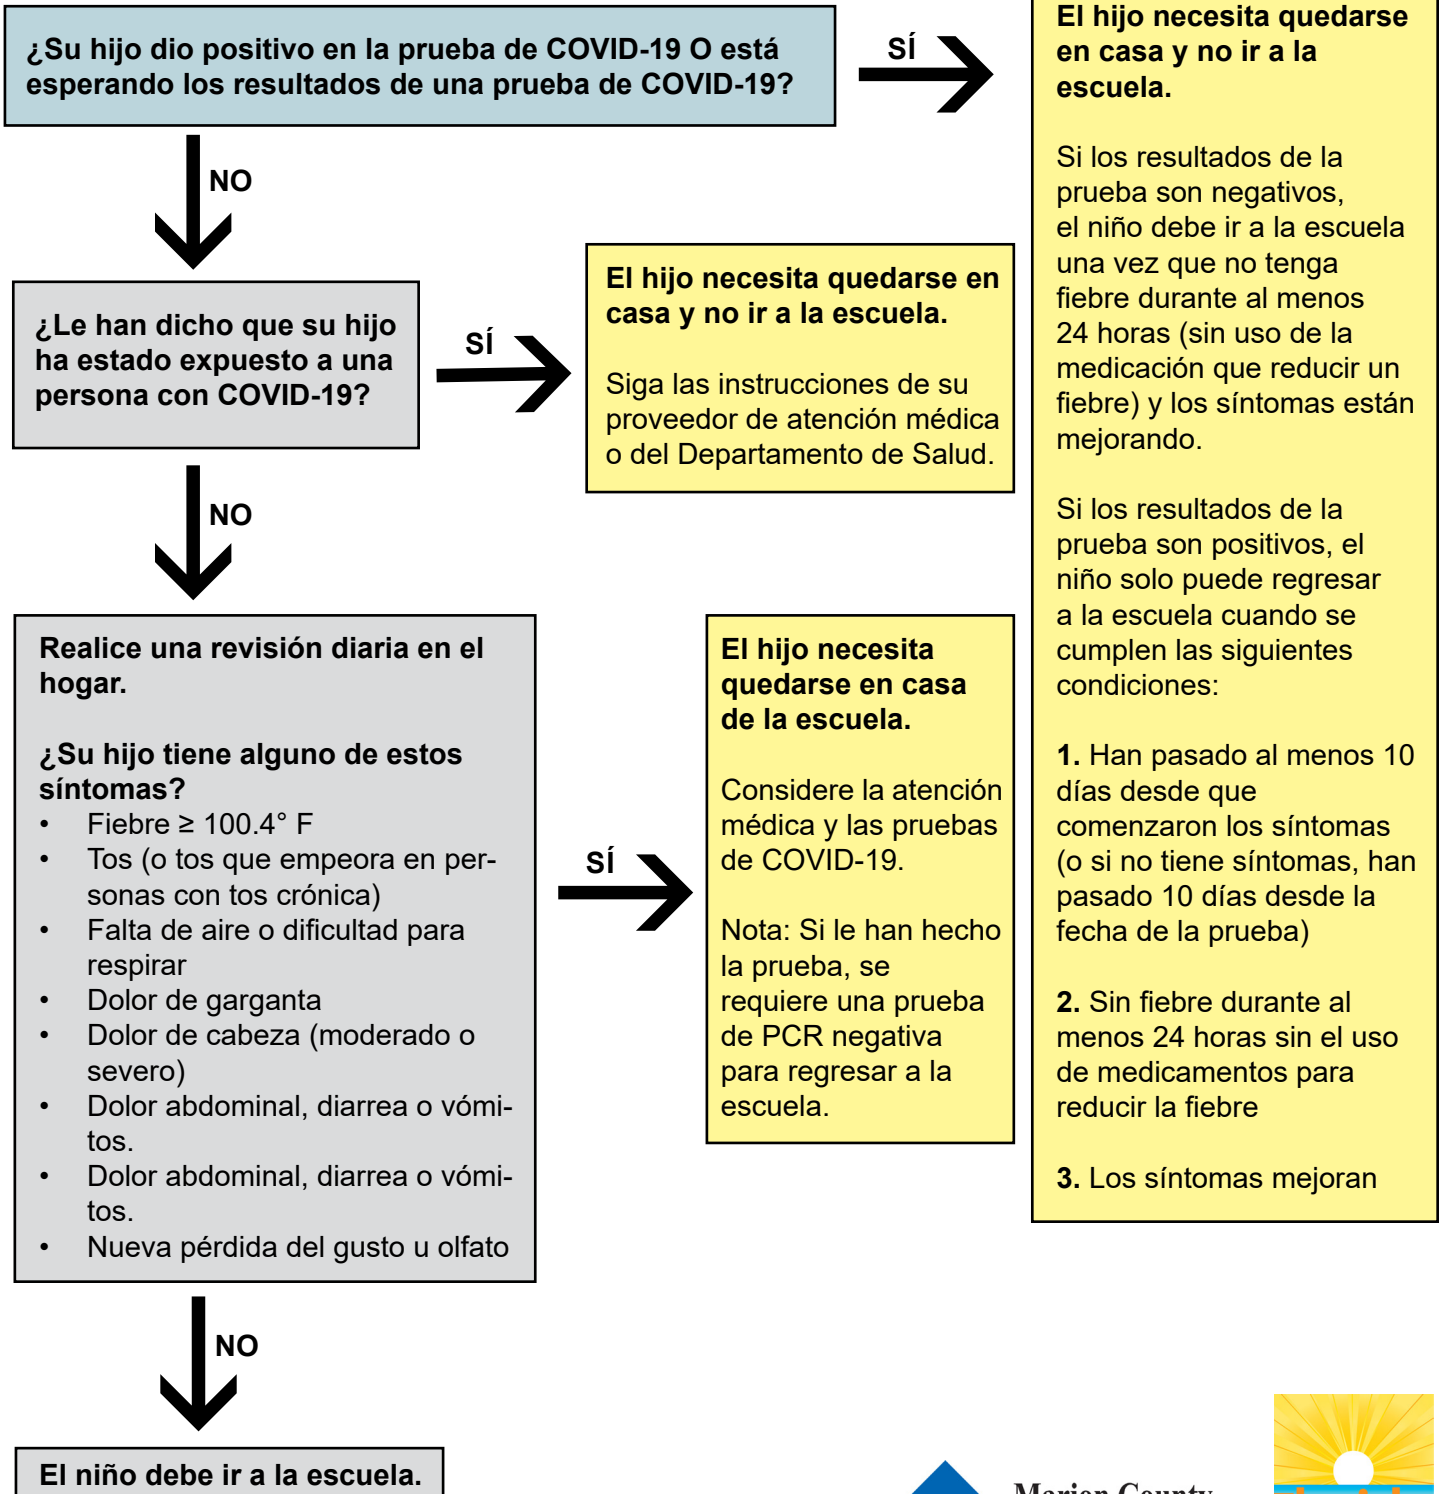 ¿Su hijo dio positivo en la prueba de COVID-19 O está
esperando los resultados de una prueba de COVID-19?
SÍ
El hijo necesita quedarse
en casa y no ir a la
escuela.
Si los resultados de la
prueba son negativos,
el niño debe ir a la escuela
una vez que no tenga
fiebre durante al menos
24 horas (sin uso de la
medicación que reducir un
fiebre) y los síntomas están
mejorando.
Si los resultados de la
prueba son positivos, el
niño solo puede regresar
a la escuela cuando se
cumplen las siguientes
condiciones:
1. Han pasado al menos 10
días desde que
comenzaron los síntomas
(o si no tiene síntomas, han
pasado 10 días desde la
fecha de la prueba)
2. Sin fiebre durante al
menos 24 horas sin el uso
de medicamentos para
reducir la fiebre
3. Los síntomas mejoran
NO
¿Le han dicho que su hijo
ha estado expuesto a una
persona con COVID-19?
SÍ
El hijo necesita quedarse en
casa y no ir a la escuela.
Siga las instrucciones de su
proveedor de atención médica
o del Departamento de Salud.
NO
Realice una revisión diaria en el
hogar.
¿Su hijo tiene alguno de estos
síntomas?
• Fiebre ≥ 100.4° F
• Tos (o tos que empeora en per-
sonas con tos crónica)
• Falta de aire o dificultad para
respirar
• Dolor de garganta
• Dolor de cabeza (moderado o
severo)
• Dolor abdominal, diarrea o vómi-
tos.
• Dolor abdominal, diarrea o vómi-
tos.
• Nueva pérdida del gusto u olfato
SÍ
El hijo necesita
quedarse en casa
de la escuela.
Considere la atención
médica y las pruebas
de COVID-19.
Nota: Si le han hecho
la prueba, se
requiere una prueba
de PCR negativa
para regresar a la
escuela.
NO
El niño debe ir a la escuela.
Marion County